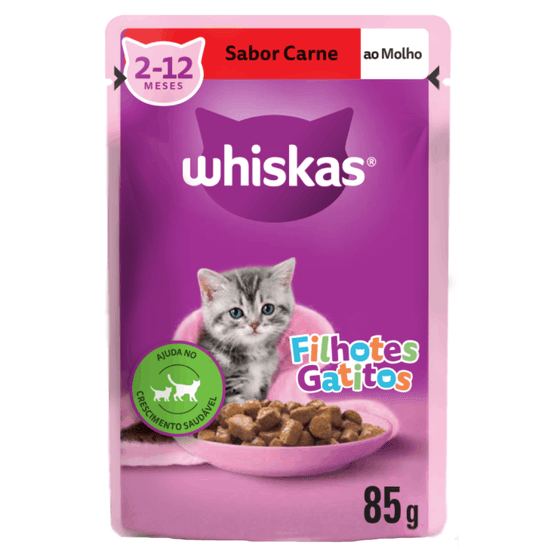 2-12
MESES
Sabor Carne
ao Molho
whiskas®
Filhotes
Gatitos
AJUDA NO
CRESCIMENTO SAUDÁVEL
85g